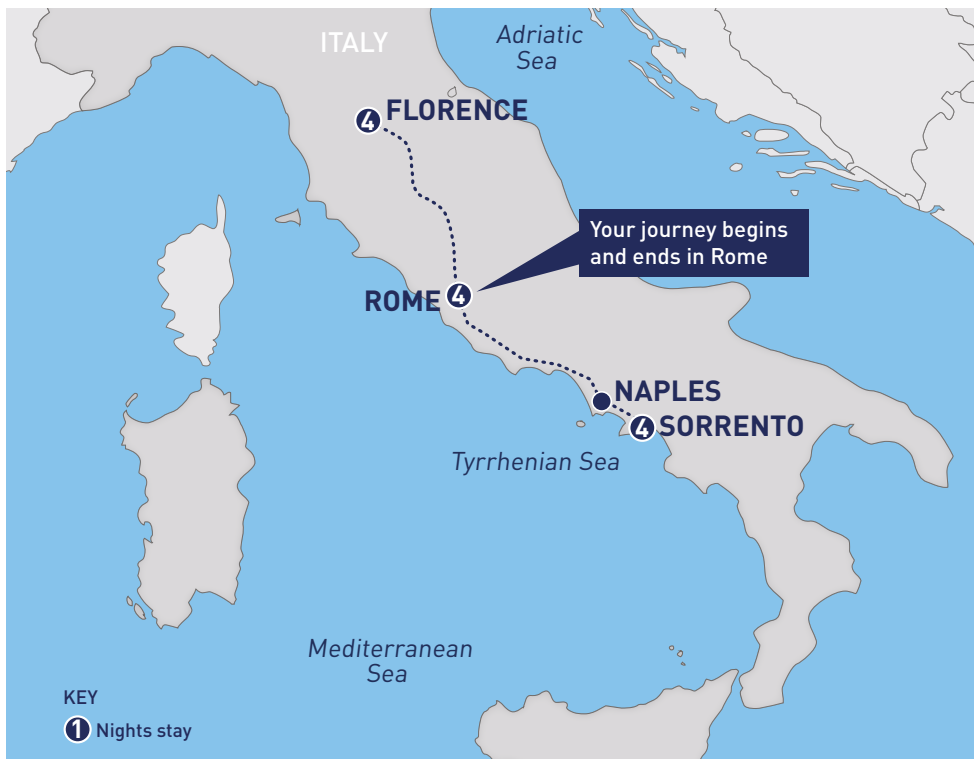 ITALY
Adriatic
Sea
4 FLORENCE
Your journey begins
and ends in Rome
ROME 4
NAPLES
4 SORRENTO
Tyrrhenian Sea
Mediterranean
Sea
KEY
1 Nights stay